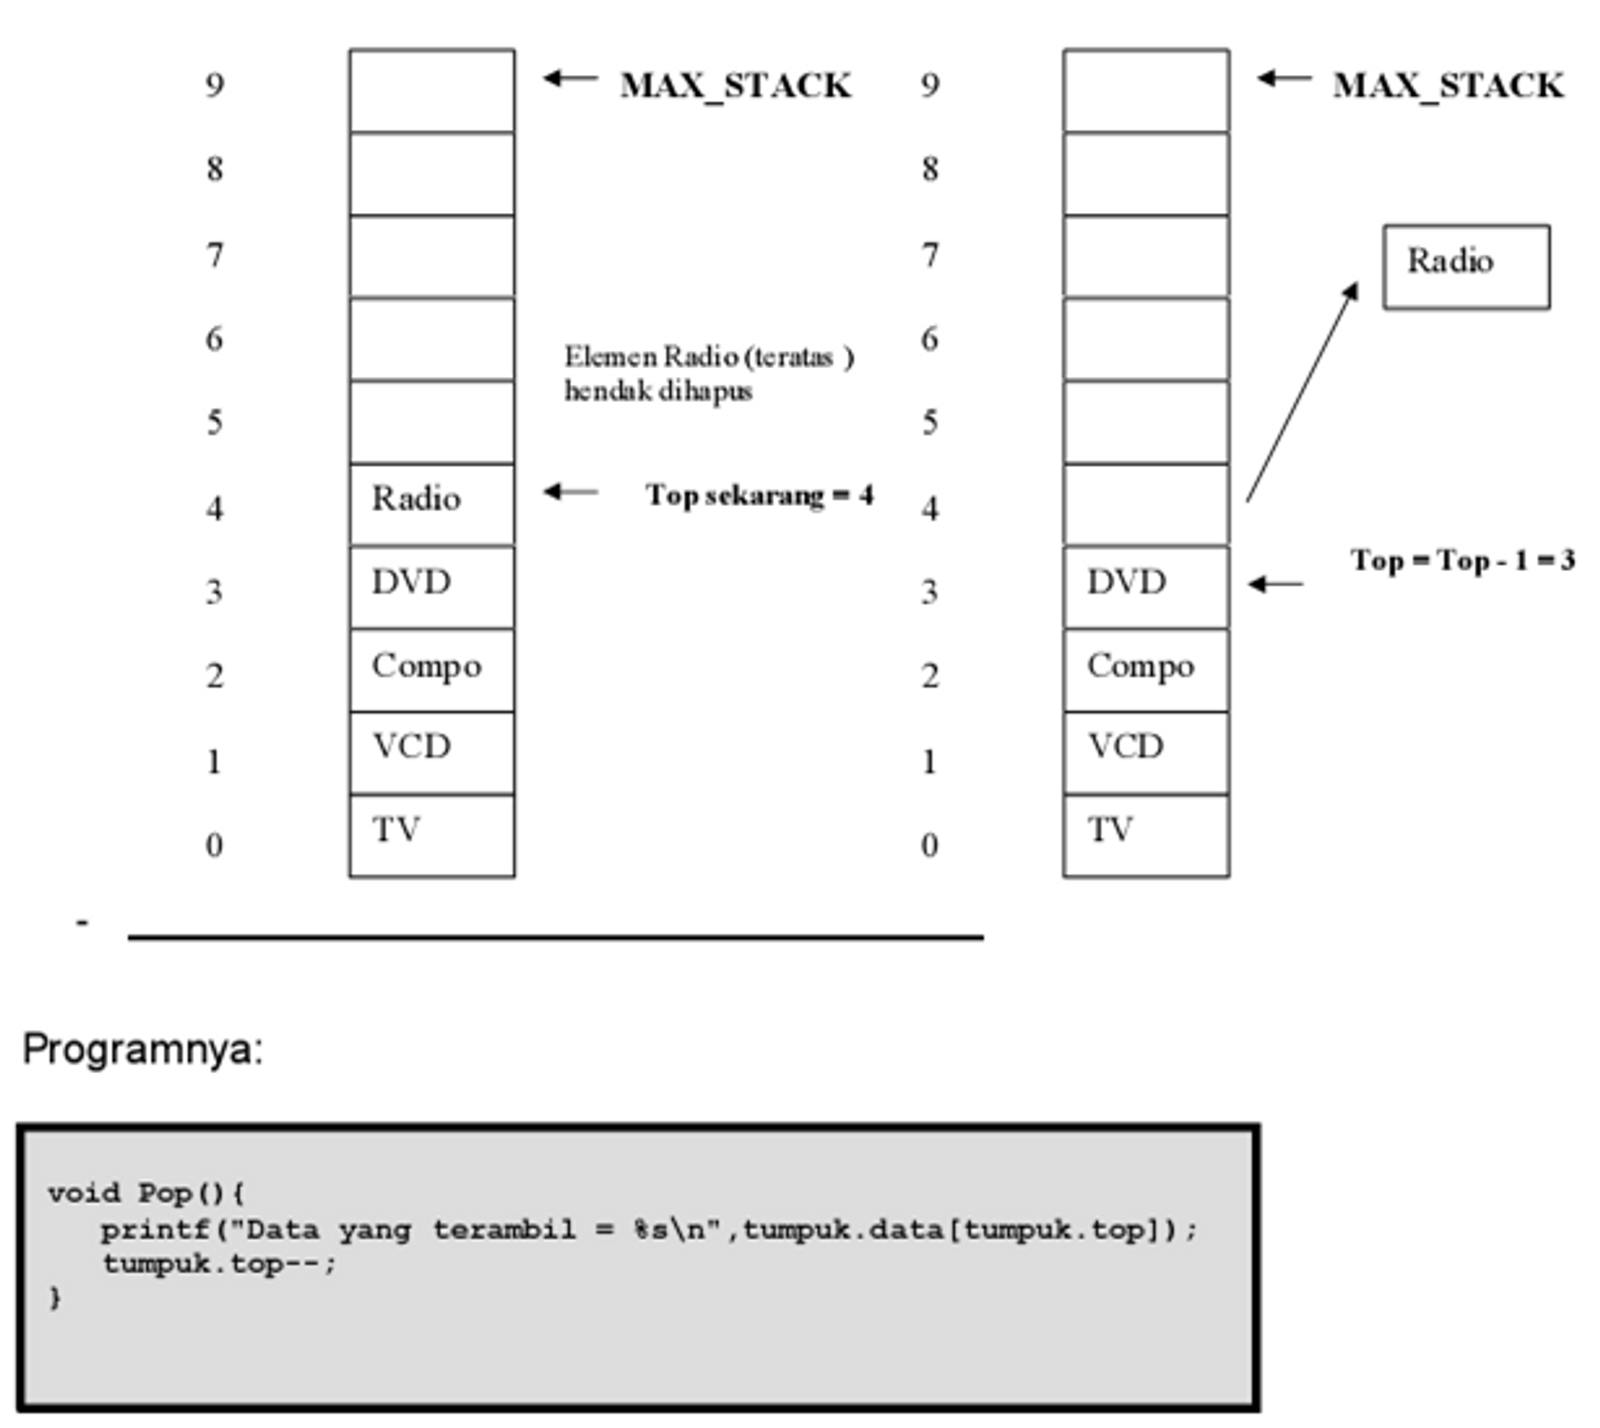 9
MAX_STACK
9
MAX_STACK
8
8
7
7
Radio
6
Elemen Radio (teratas )
hendak dihapus
6
5
5
4
Radio
Top sekarang = 4
4
3
DVD
3
DVD
Top = Top - 1 = 3
2
Compo
2
Compo
1
VCD
1
VCD
0
TV
0
TV
-
Programnya:
void Pop(){
printf("Data yang terambil = %s\n",tumpuk.data[tumpuk.top]);
tumpuk.top--;
}